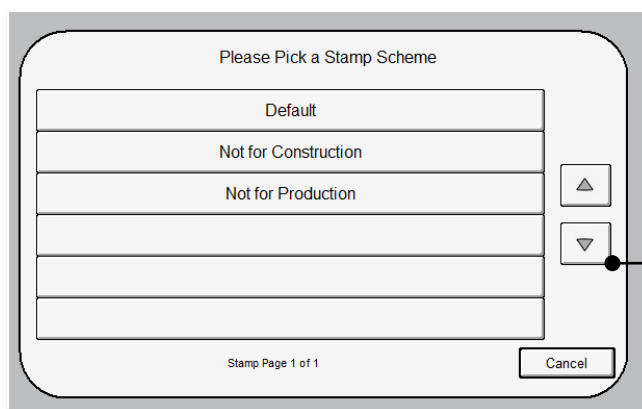 Please Pick a Stamp Scheme
Default
Not for Construction
Not for Production
Stamp Page 1 of 1
Cancel